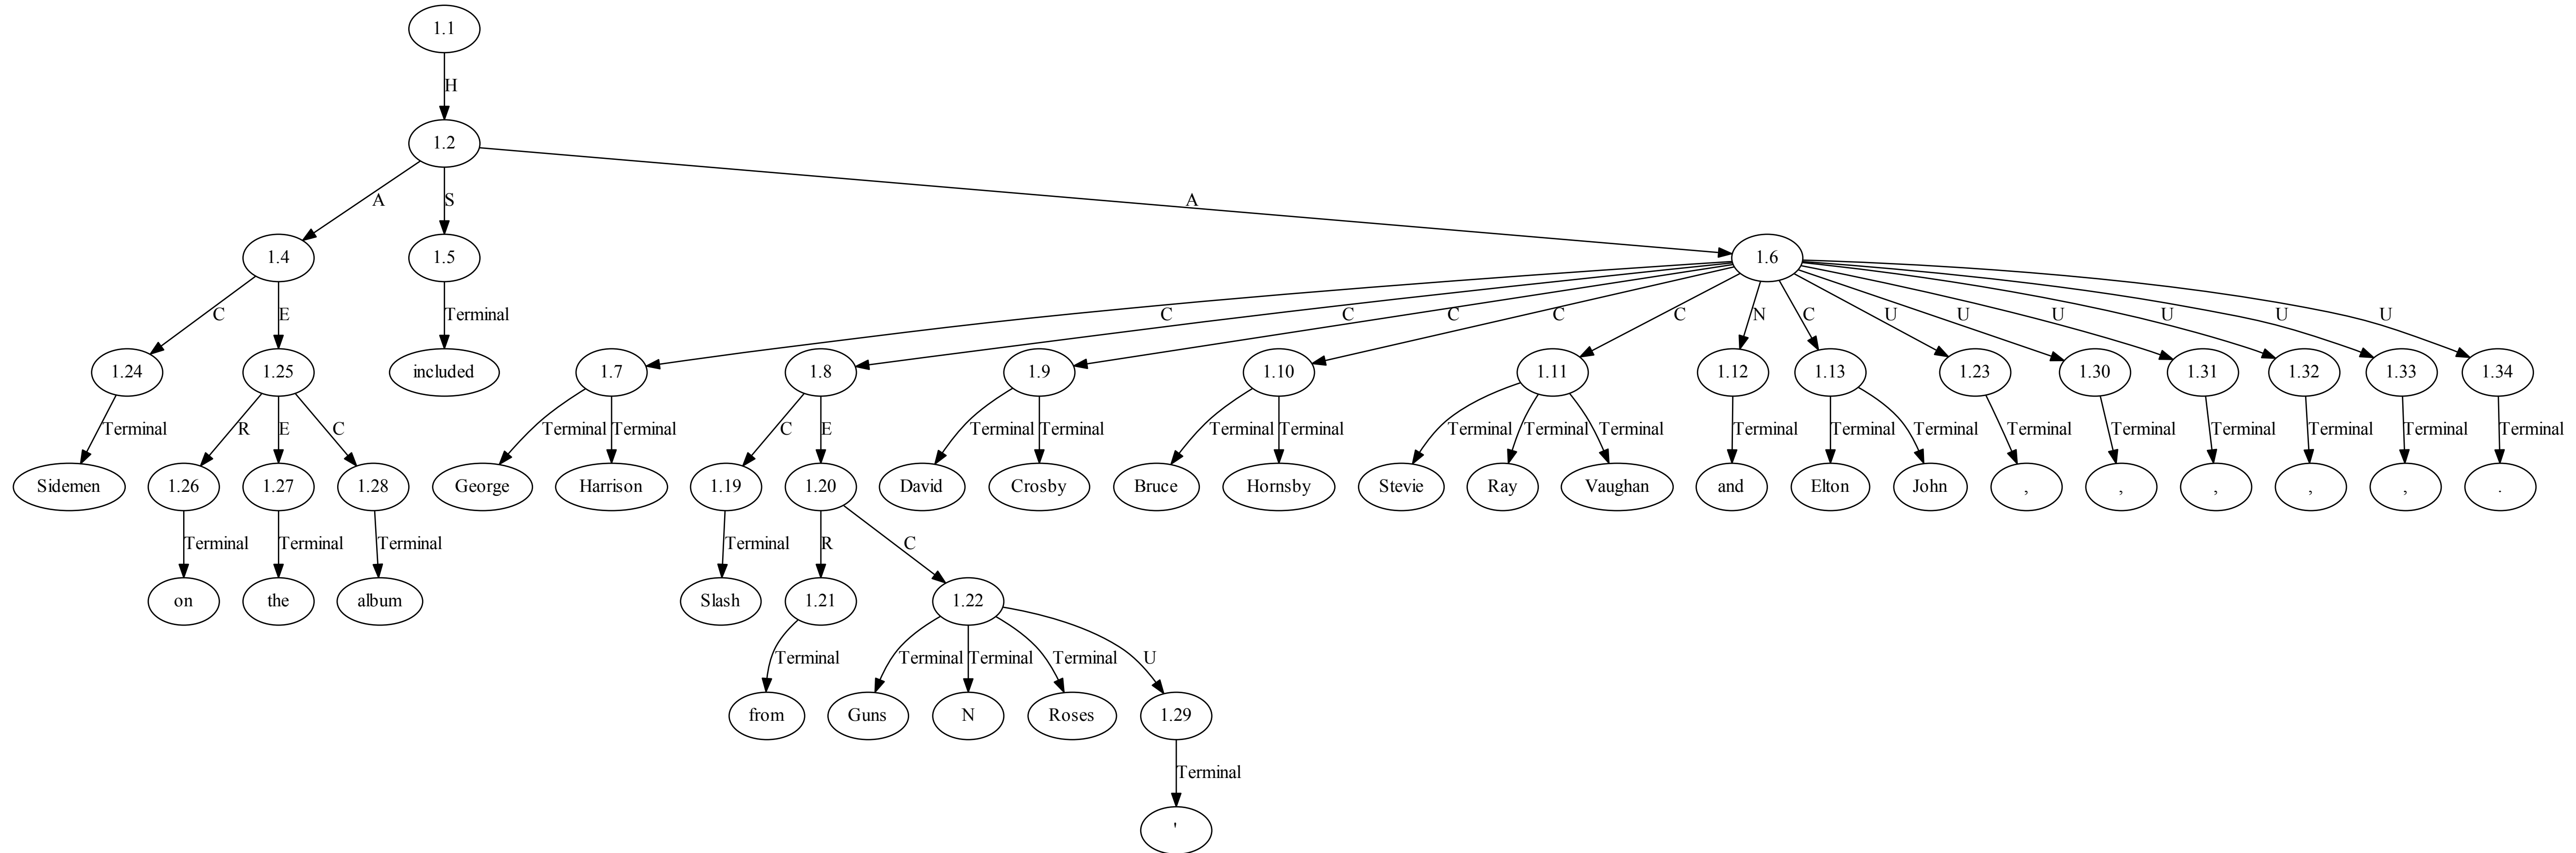 1.1
H
1.2
A S A
1.4 1.5 1.6
C E Terminal C C C C C N C U U U U U U
1.24 1.25 included 1.7 1.8 1.9 1.10 1.11 1.12 1.13 1.23 1.30 1.31 1.32 1.33 1.34
Terminal R E C Terminal Terminal C E Terminal Terminal Terminal Terminal Terminal Terminal Terminal Terminal Terminal Terminal Terminal Terminal Terminal Terminal Terminal Terminal
Sidemen 1.26 1.27 1.28 George Harrison 1.19 1.20 David Crosby Bruce Hornsby Stevie Ray Vaughan and Elton John , , , , , .
Terminal Terminal Terminal Terminal R C
on the album Slash 1.21 1.22
Terminal Terminal Terminal Terminal U
from Guns N Roses 1.29
Terminal
'